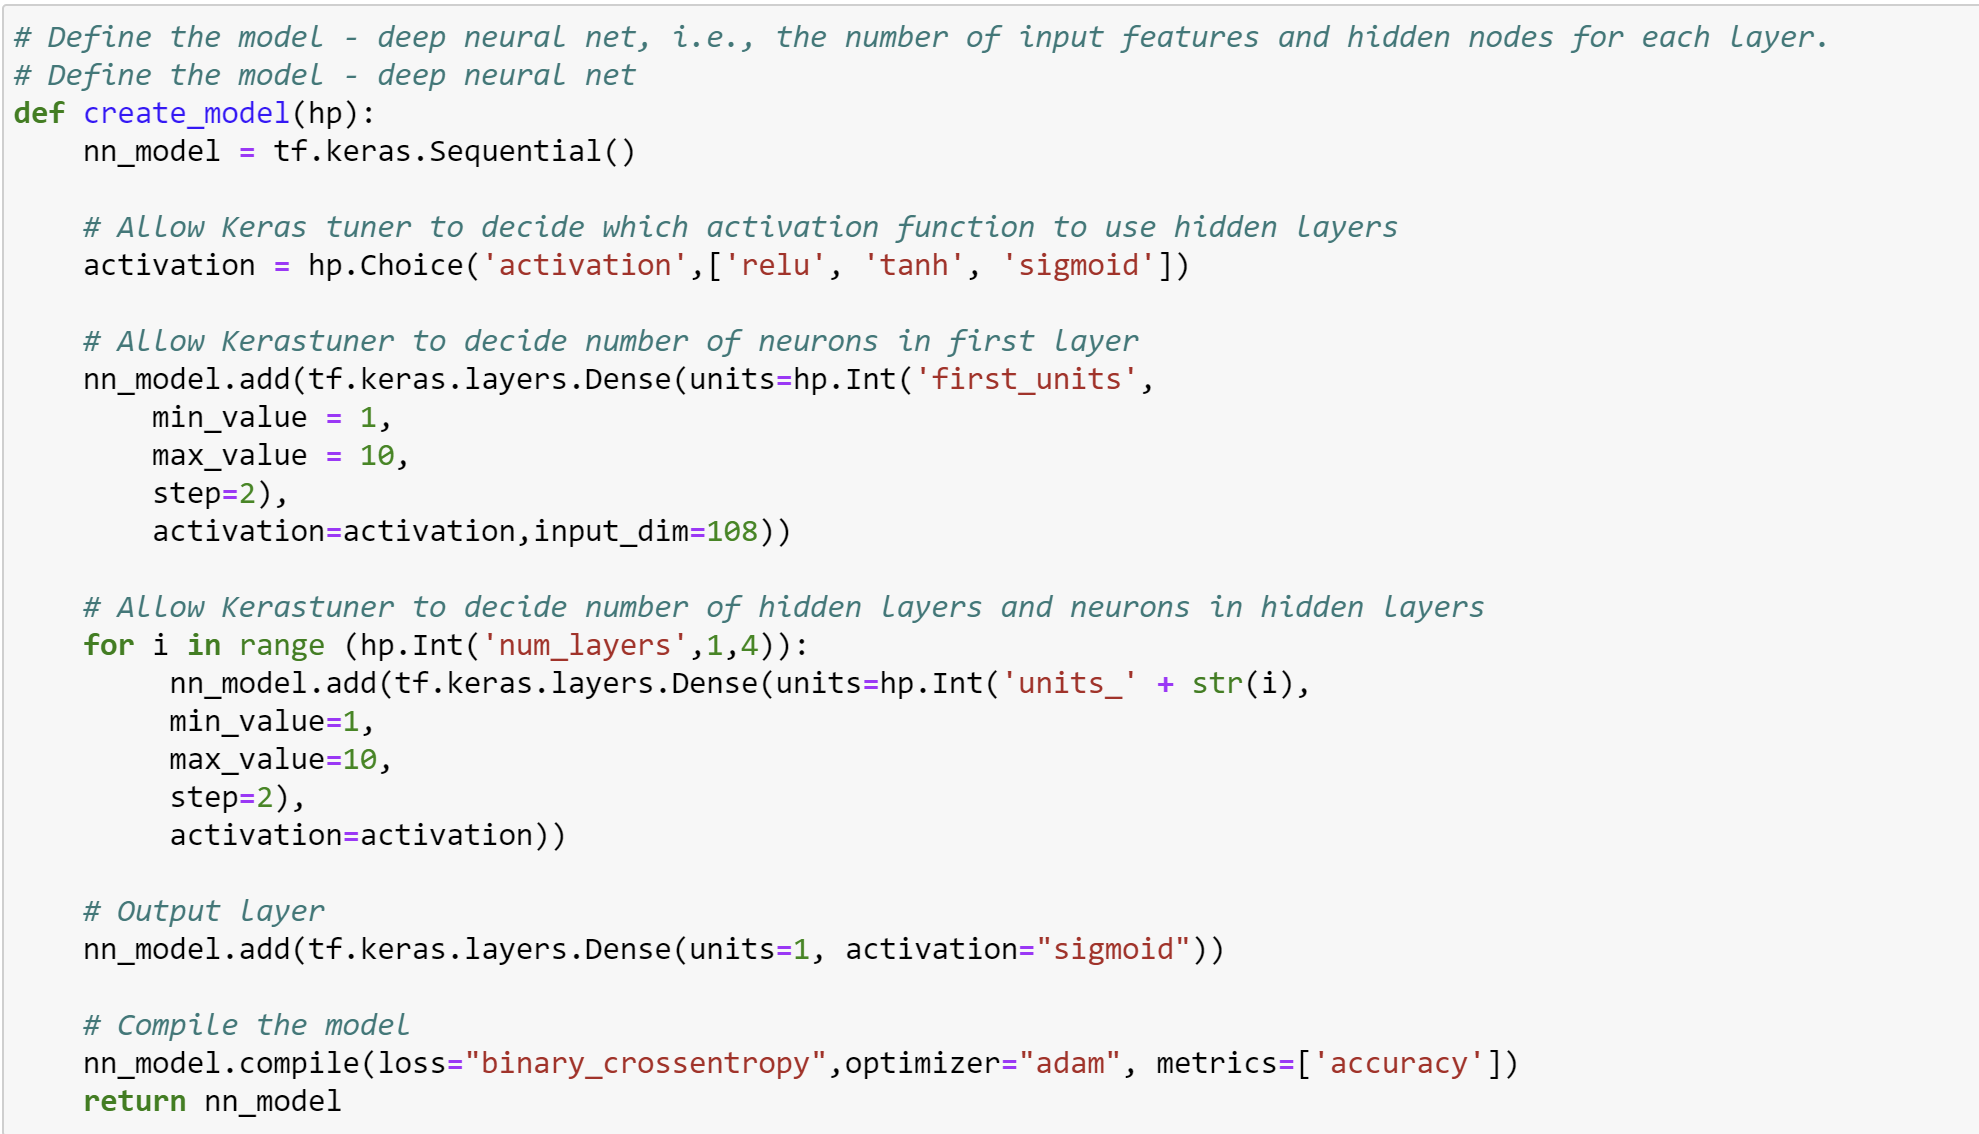 # Define the model - deep neural net, i.e., the number of input features and hidden nodes for each layer.
# Define the model - deep neural net
def create_model(hp):
    nn_model = tf.keras.Sequential()

    # Allow Keras tuner to decide which activation function to use hidden layers
    activation = hp.Choice('activation',['relu', 'tanh', 'sigmoid'])

    # Allow Kerastuner to decide number of neurons in first layer
    nn_model.add(tf.keras.layers.Dense(units=hp.Int('first_units',
        min_value = 1,
        max_value = 10,
        step=2),
        activation=activation,input_dim=108))

    # Allow Kerastuner to decide number of hidden layers and neurons in hidden layers
    for i in range (hp.Int('num_layers',1,4)):
         nn_model.add(tf.keras.layers.Dense(units=hp.Int('units_' + str(i),
         min_value=1,
         max_value=10,
         step=2),
         activation=activation))

    # Output layer
    nn_model.add(tf.keras.layers.Dense(units=1, activation="sigmoid"))

    # Compile the model
    nn_model.compile(loss="binary_crossentropy",optimizer="adam", metrics=['accuracy'])
    return nn_model